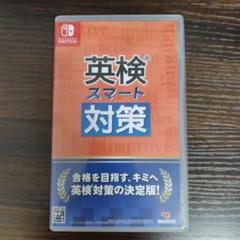 NINTENDO
SWITCH
英検®
スマート
対策
improve
合格を目指す、キミへ
英検対策の決定版!